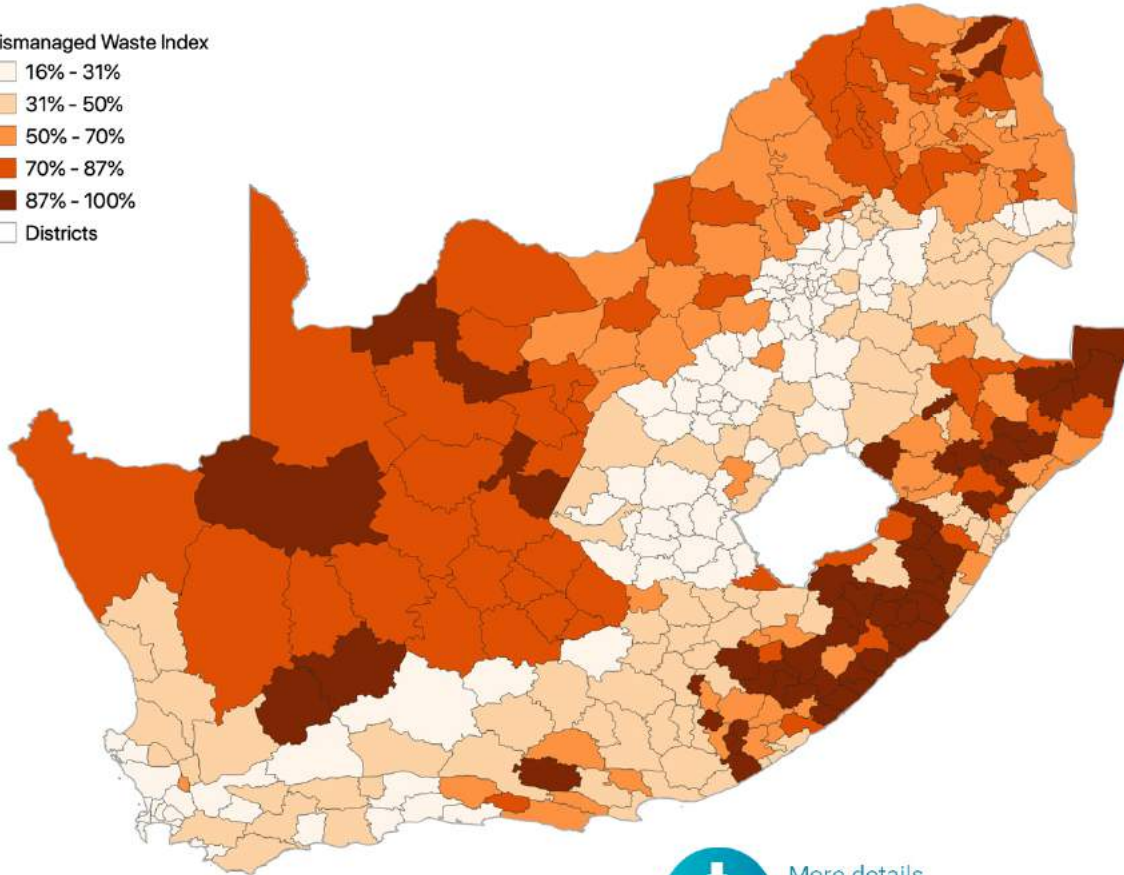 ismanaged Waste Index
16% - 31%
31% - 50%
50% - 70%
70% - 87%
87% - 100%
Districts
More details